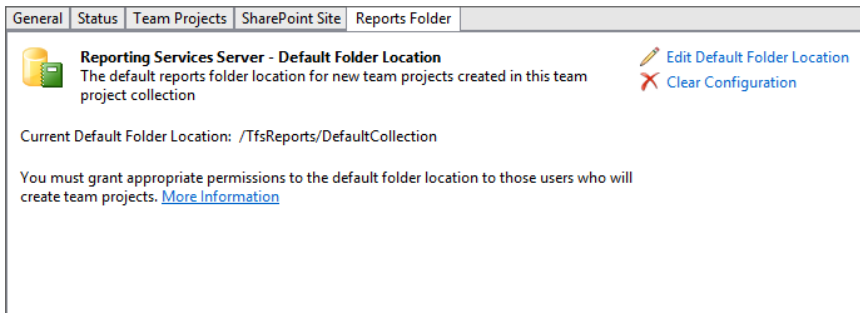 General Status Team Projects SharePoint Site Reports Folder
Reporting Services Server - Default Folder Location
The default reports folder location for new team projects created in this team
project collection
Edit Default Folder Location
Clear Configuration
Current Default Folder Location: /TfsReports/DefaultCollection
You must grant appropriate permissions to the default folder location to those users who will
create team projects. More Information